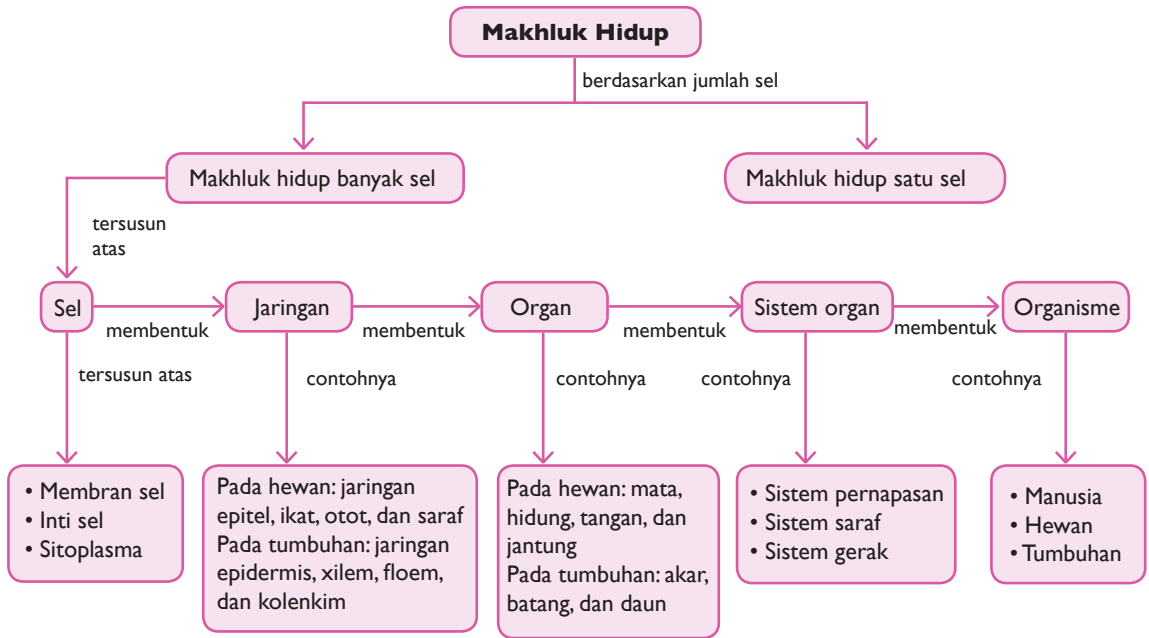 Makhluk Hidup
berdasarkan jumlah sel
Makhluk hidup banyak sel
Makhluk hidup satu sel
tersusun
atas
Sel
membentuk
Jaringan
membentuk
Organ
membentuk
Sistem organ
membentuk
Organisme
tersusun atas
contohnya
contohnya
contohnya
contohnya
• Membran sel
• Inti sel
• Sitoplasma
Pada hewan: jaringan
epitel, ikat, otot, dan saraf
Pada tumbuhan: jaringan
epidermis, xilem, floem,
dan kolenkim
Pada hewan: mata,
hidung, tangan, dan
jantung
Pada tumbuhan: akar,
batang, dan daun
• Sistem pernapasan
• Sistem saraf
• Sistem gerak
• Manusia
• Hewan
• Tumbuhan